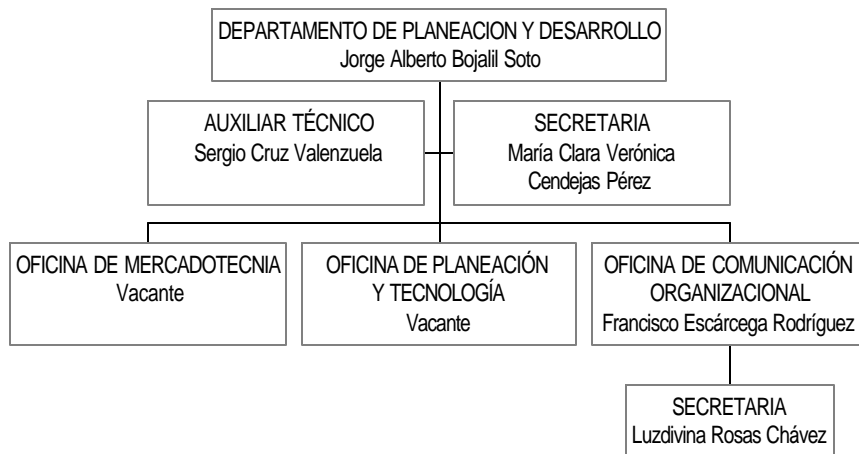 DEPARTAMENTO DE PLANEACION Y DESARROLLO
Jorge Alberto Bojalil Soto
AUXILIAR TÉCNICO
Sergio Cruz Valenzuela
SECRETARIA
María Clara Verónica
Cendejas Pérez
OFICINA DE MERCADOTECNIA
Vacante
OFICINA DE PLANEACIÓN
Y TECNOLOGÍA
Vacante
OFICINA DE COMUNICACIÓN
ORGANIZACIONAL
Francisco Escárcega Rodríguez
SECRETARIA
Luzdivina Rosas Chávez